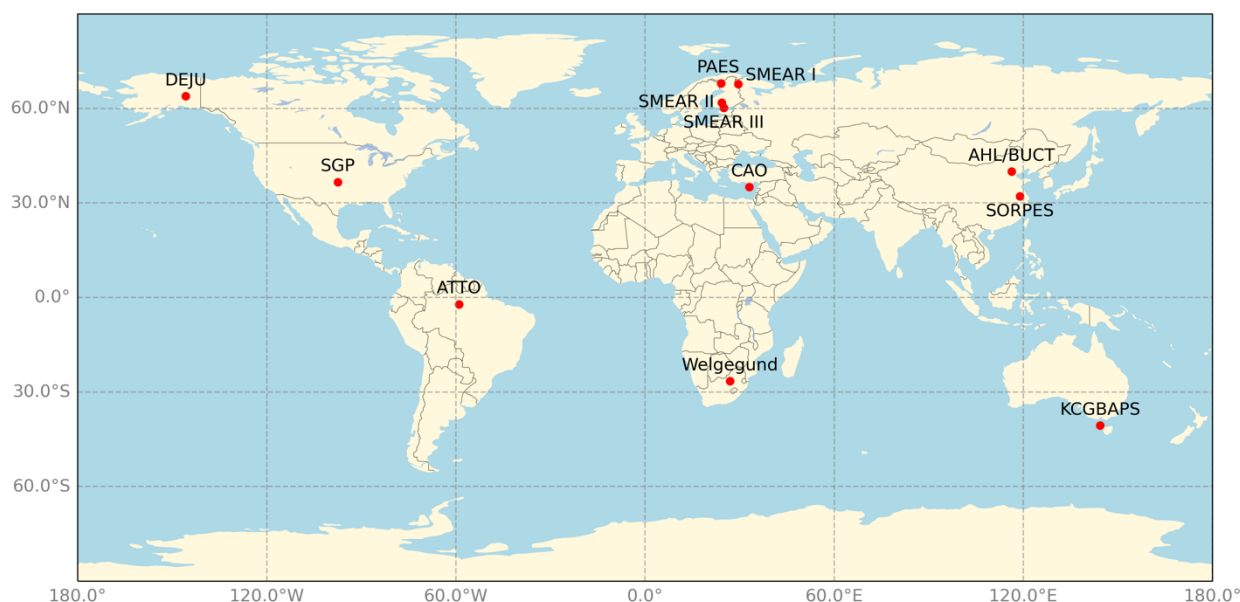 PAES
DEJU
SMEAR I
60.0°N
SMEAR II
SMEAR III
AHL/BUCT
SGP
CAO
30.0°N
SORPES
ATTO
0.0°
Welgegund
30.0°S
KCGBAPS
60.0°S
180.0° 120.0°W 60.0°W 0.0° 60.0°E 120.0°E 180.0°